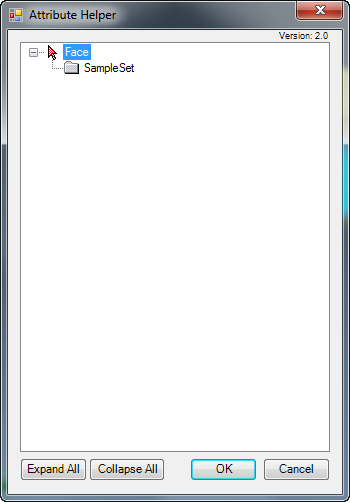 Attribute Helper
Version: 2.0
Face
SampleSet
Expand All Collapse All OK Cancel